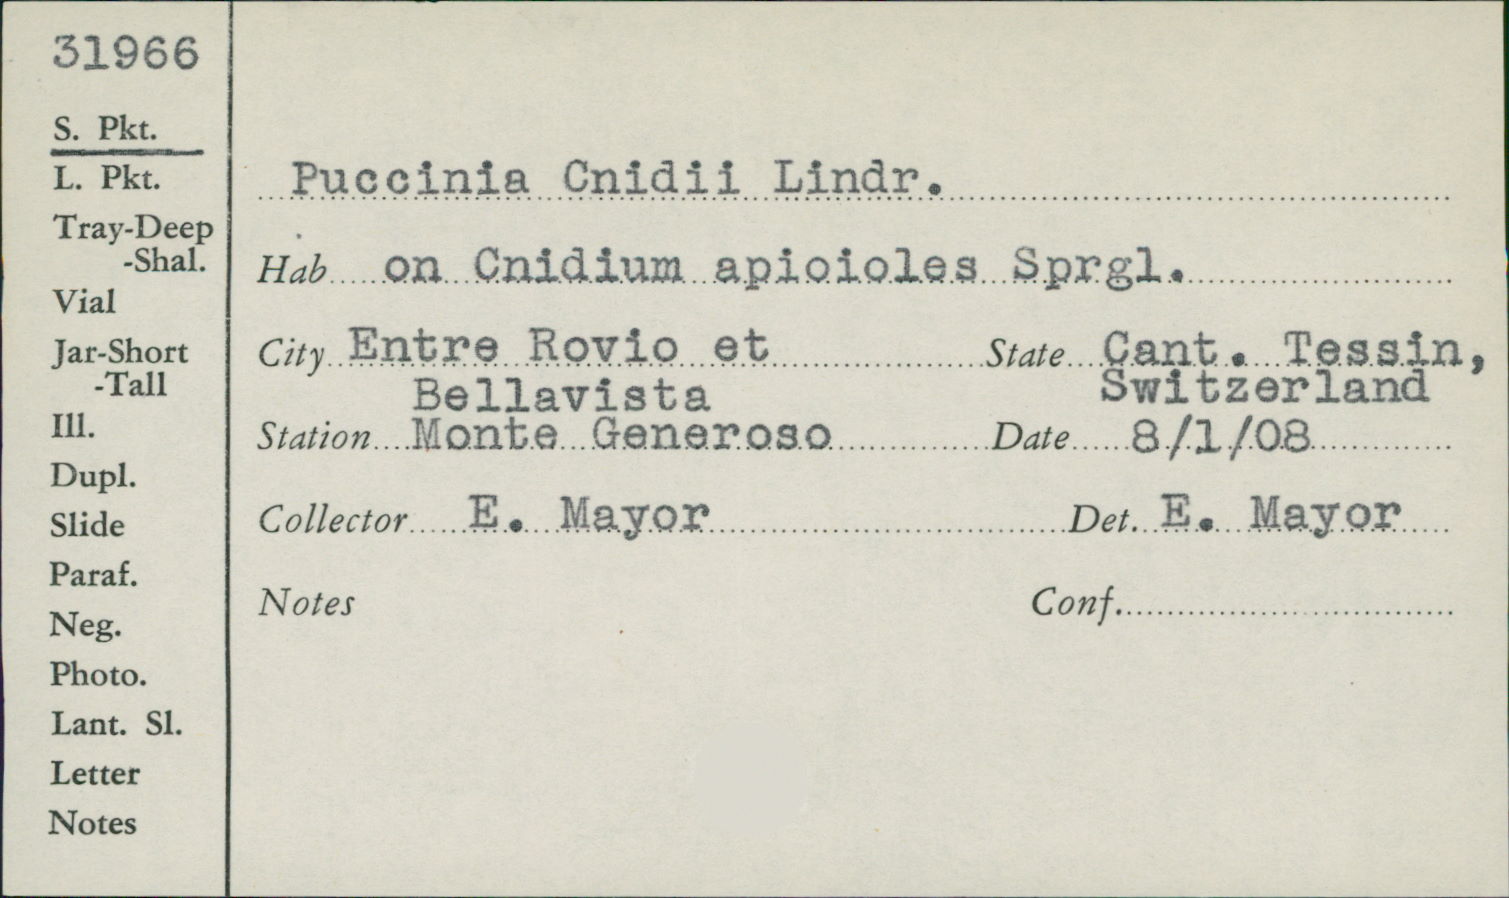 31966
S. Pkt.
L. Pkt.
Tray-Deep
-Shal.
Vial
Jar-Short
-Tall
Ill.
Dupl.
Slide
Paraf.
Neg.
Photo.
Lant. Sl.
Letter
Notes
Puccinia Cnidii Lindr.
Hab on Cnidium apioioles Sprgl.
City Entre Rovio et State Cant. Tessin,
Bellavista Switzerland
Station Monte Generoso Date 8/1/08
Collector E. Mayor Det. E. Mayor
Notes Conf.